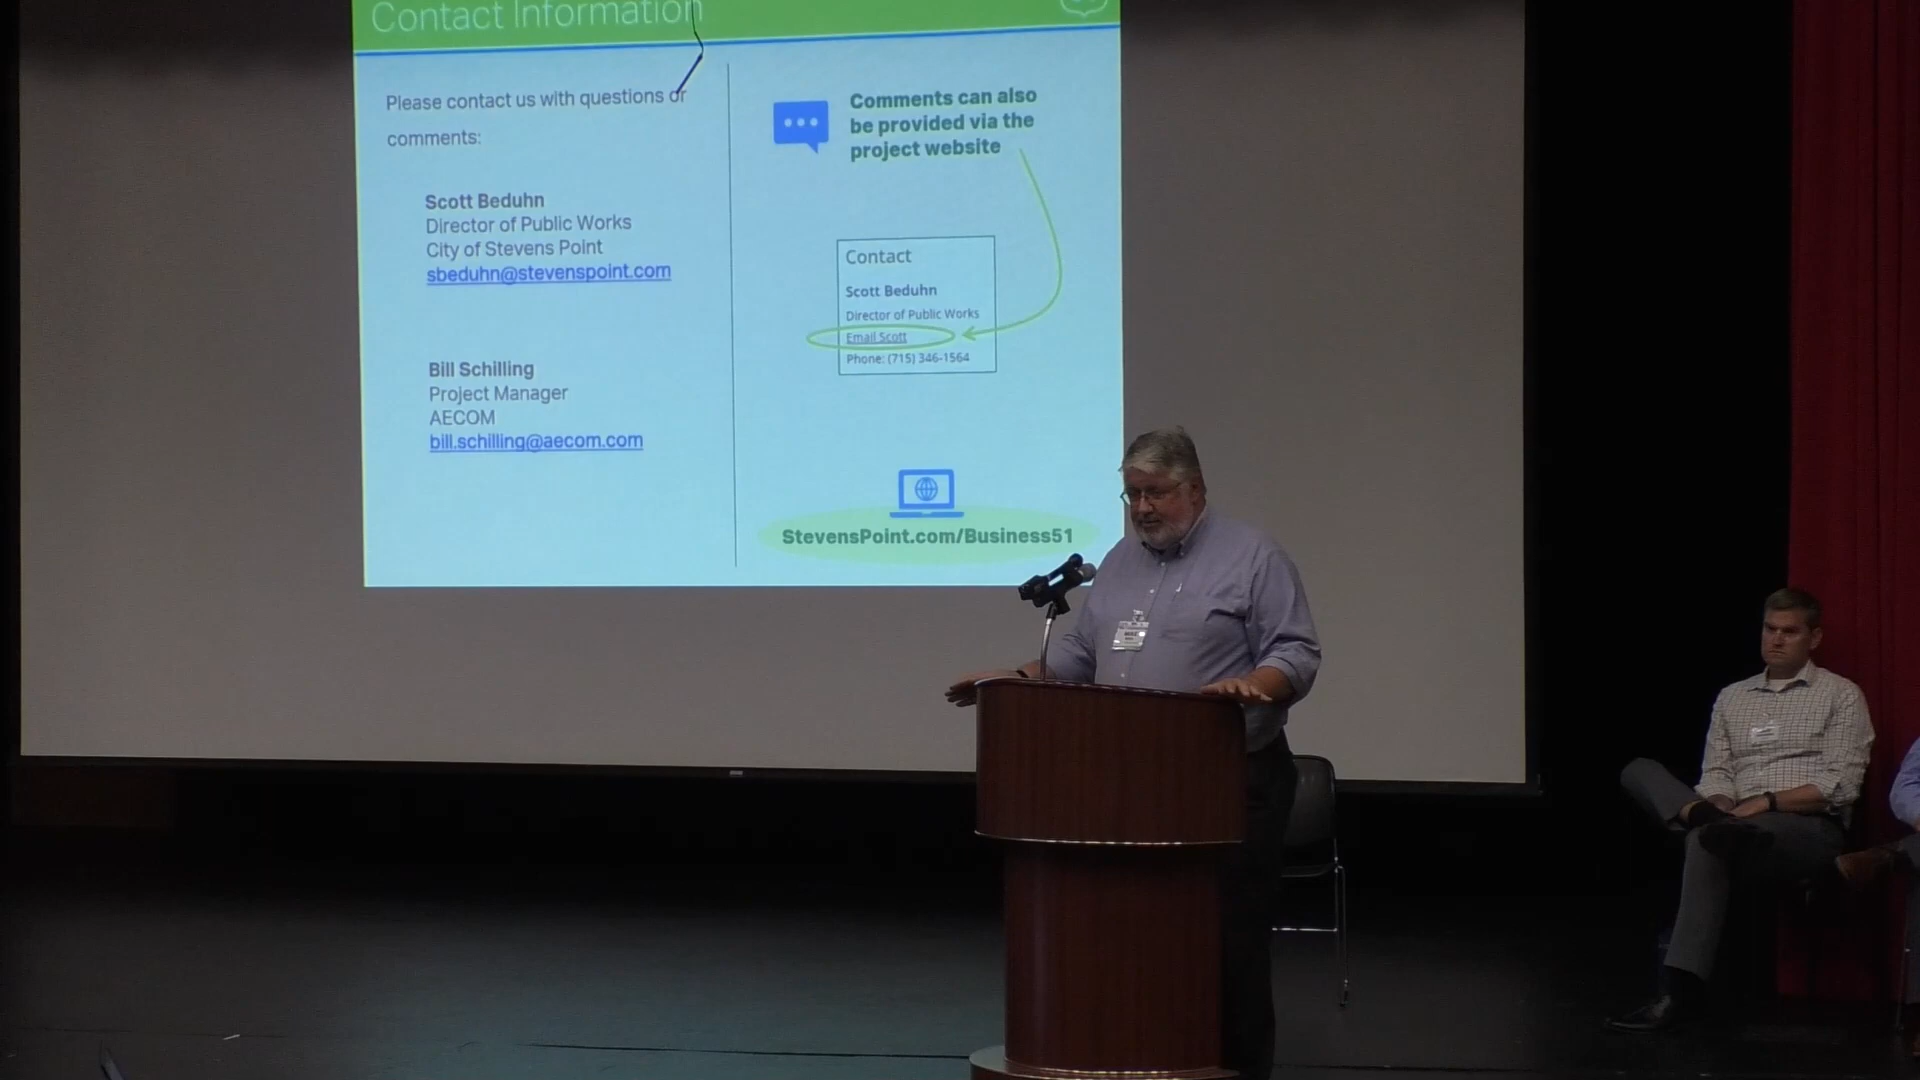 Contact Information
Please contact us with questions or
comments:
Scott Beduhn
Director of Public Works
City of Stevens Point
sbeduhn@stevenspoint.com
Bill Schilling
Project Manager
AECOM
bill.schilling@aecom.com
Comments can also
be provided via the
project website
Contact
Scott Beduhn
Director of Public Works
Email Scott
Phone: (715) 346-1564
StevensPoint.com/Business51